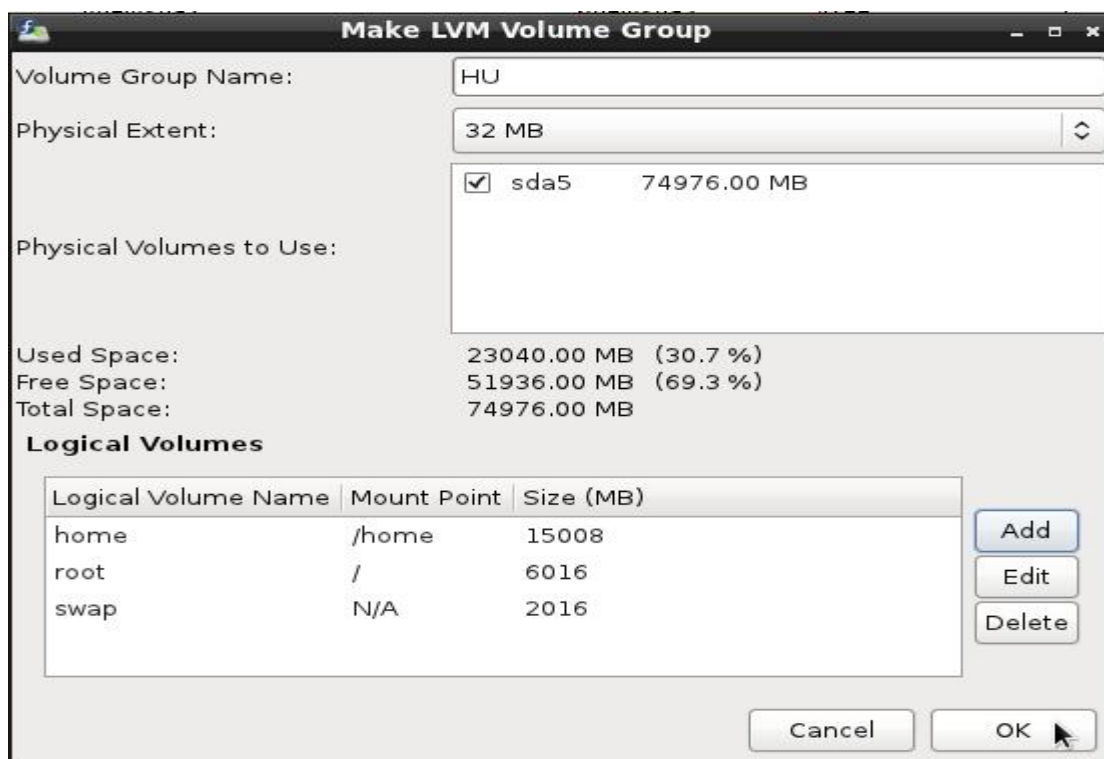 Make LVM Volume Group
Volume Group Name: HU
Physical Extent: 32 MB
sda5 74976.00 MB
Physical Volumes to Use:
Used Space: 23040.00 MB (30.7 %)
Free Space: 51936.00 MB (69.3 %)
Total Space: 74976.00 MB
Logical Volumes
Logical Volume Name Mount Point Size (MB)
home /home 15008
root / 6016
swap N/A 2016
Add
Edit
Delete
Cancel OK